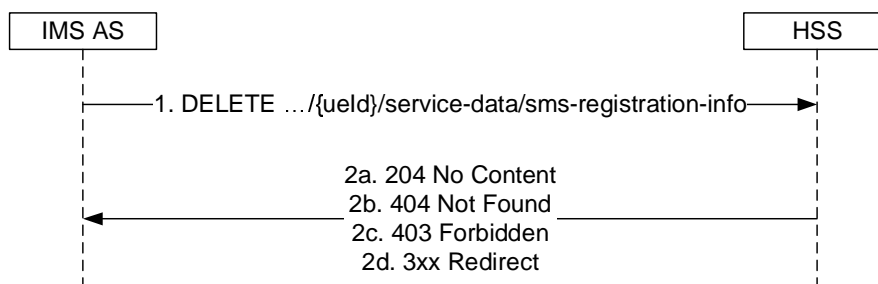 IMS AS
HSS
1. DELETE …/{ueId}/service-data/sms-registration-info
2a. 204 No Content
2b. 404 Not Found
2c. 403 Forbidden
2d. 3xx Redirect